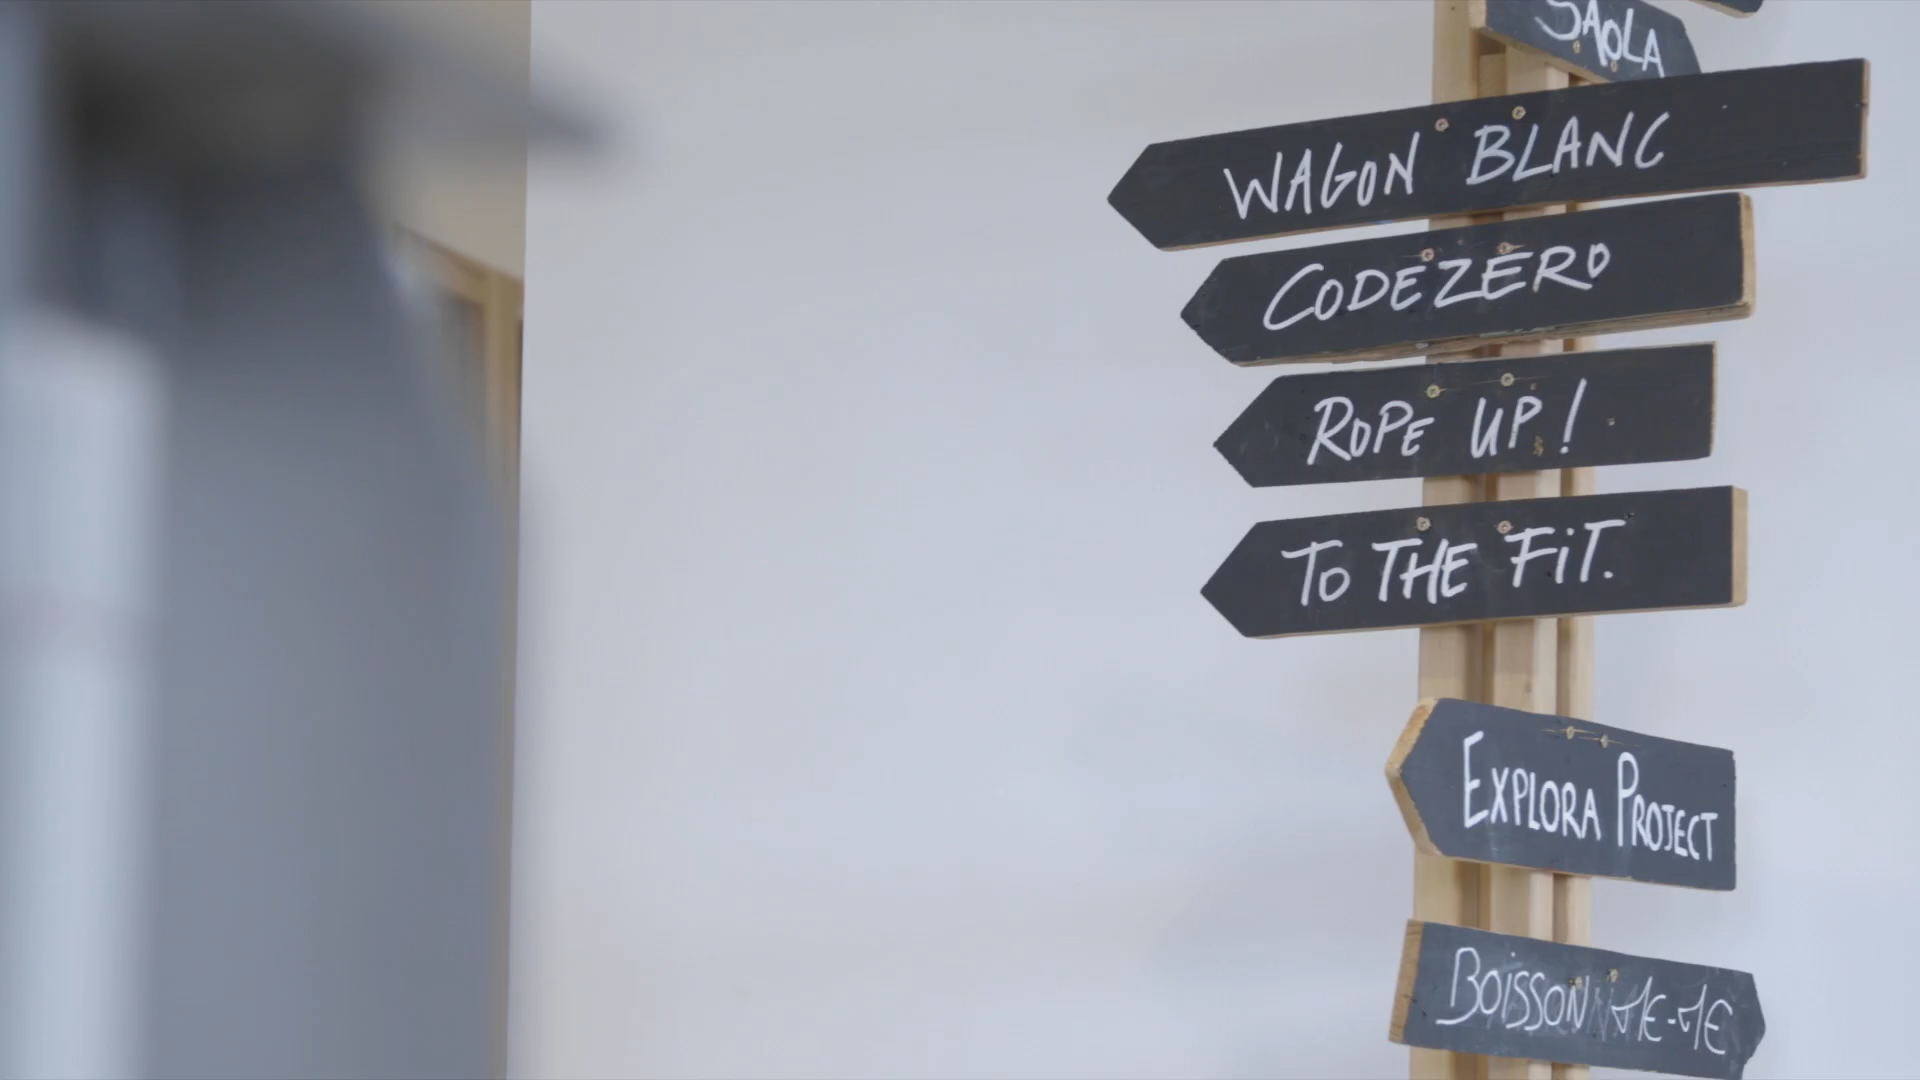 SAOLA
WAGON BLANC
CODEZERO
ROPE UP!
TO THE FiT.
EXPLORA PROJECT
BOiSSON